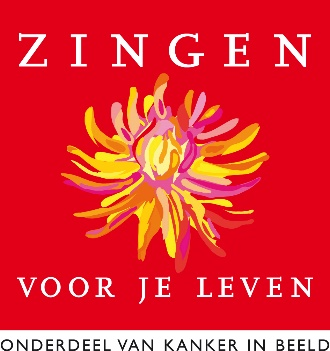 ZINGEN
VOOR JE LEVEN
ONDERDEEL VAN KANKER IN BEELD